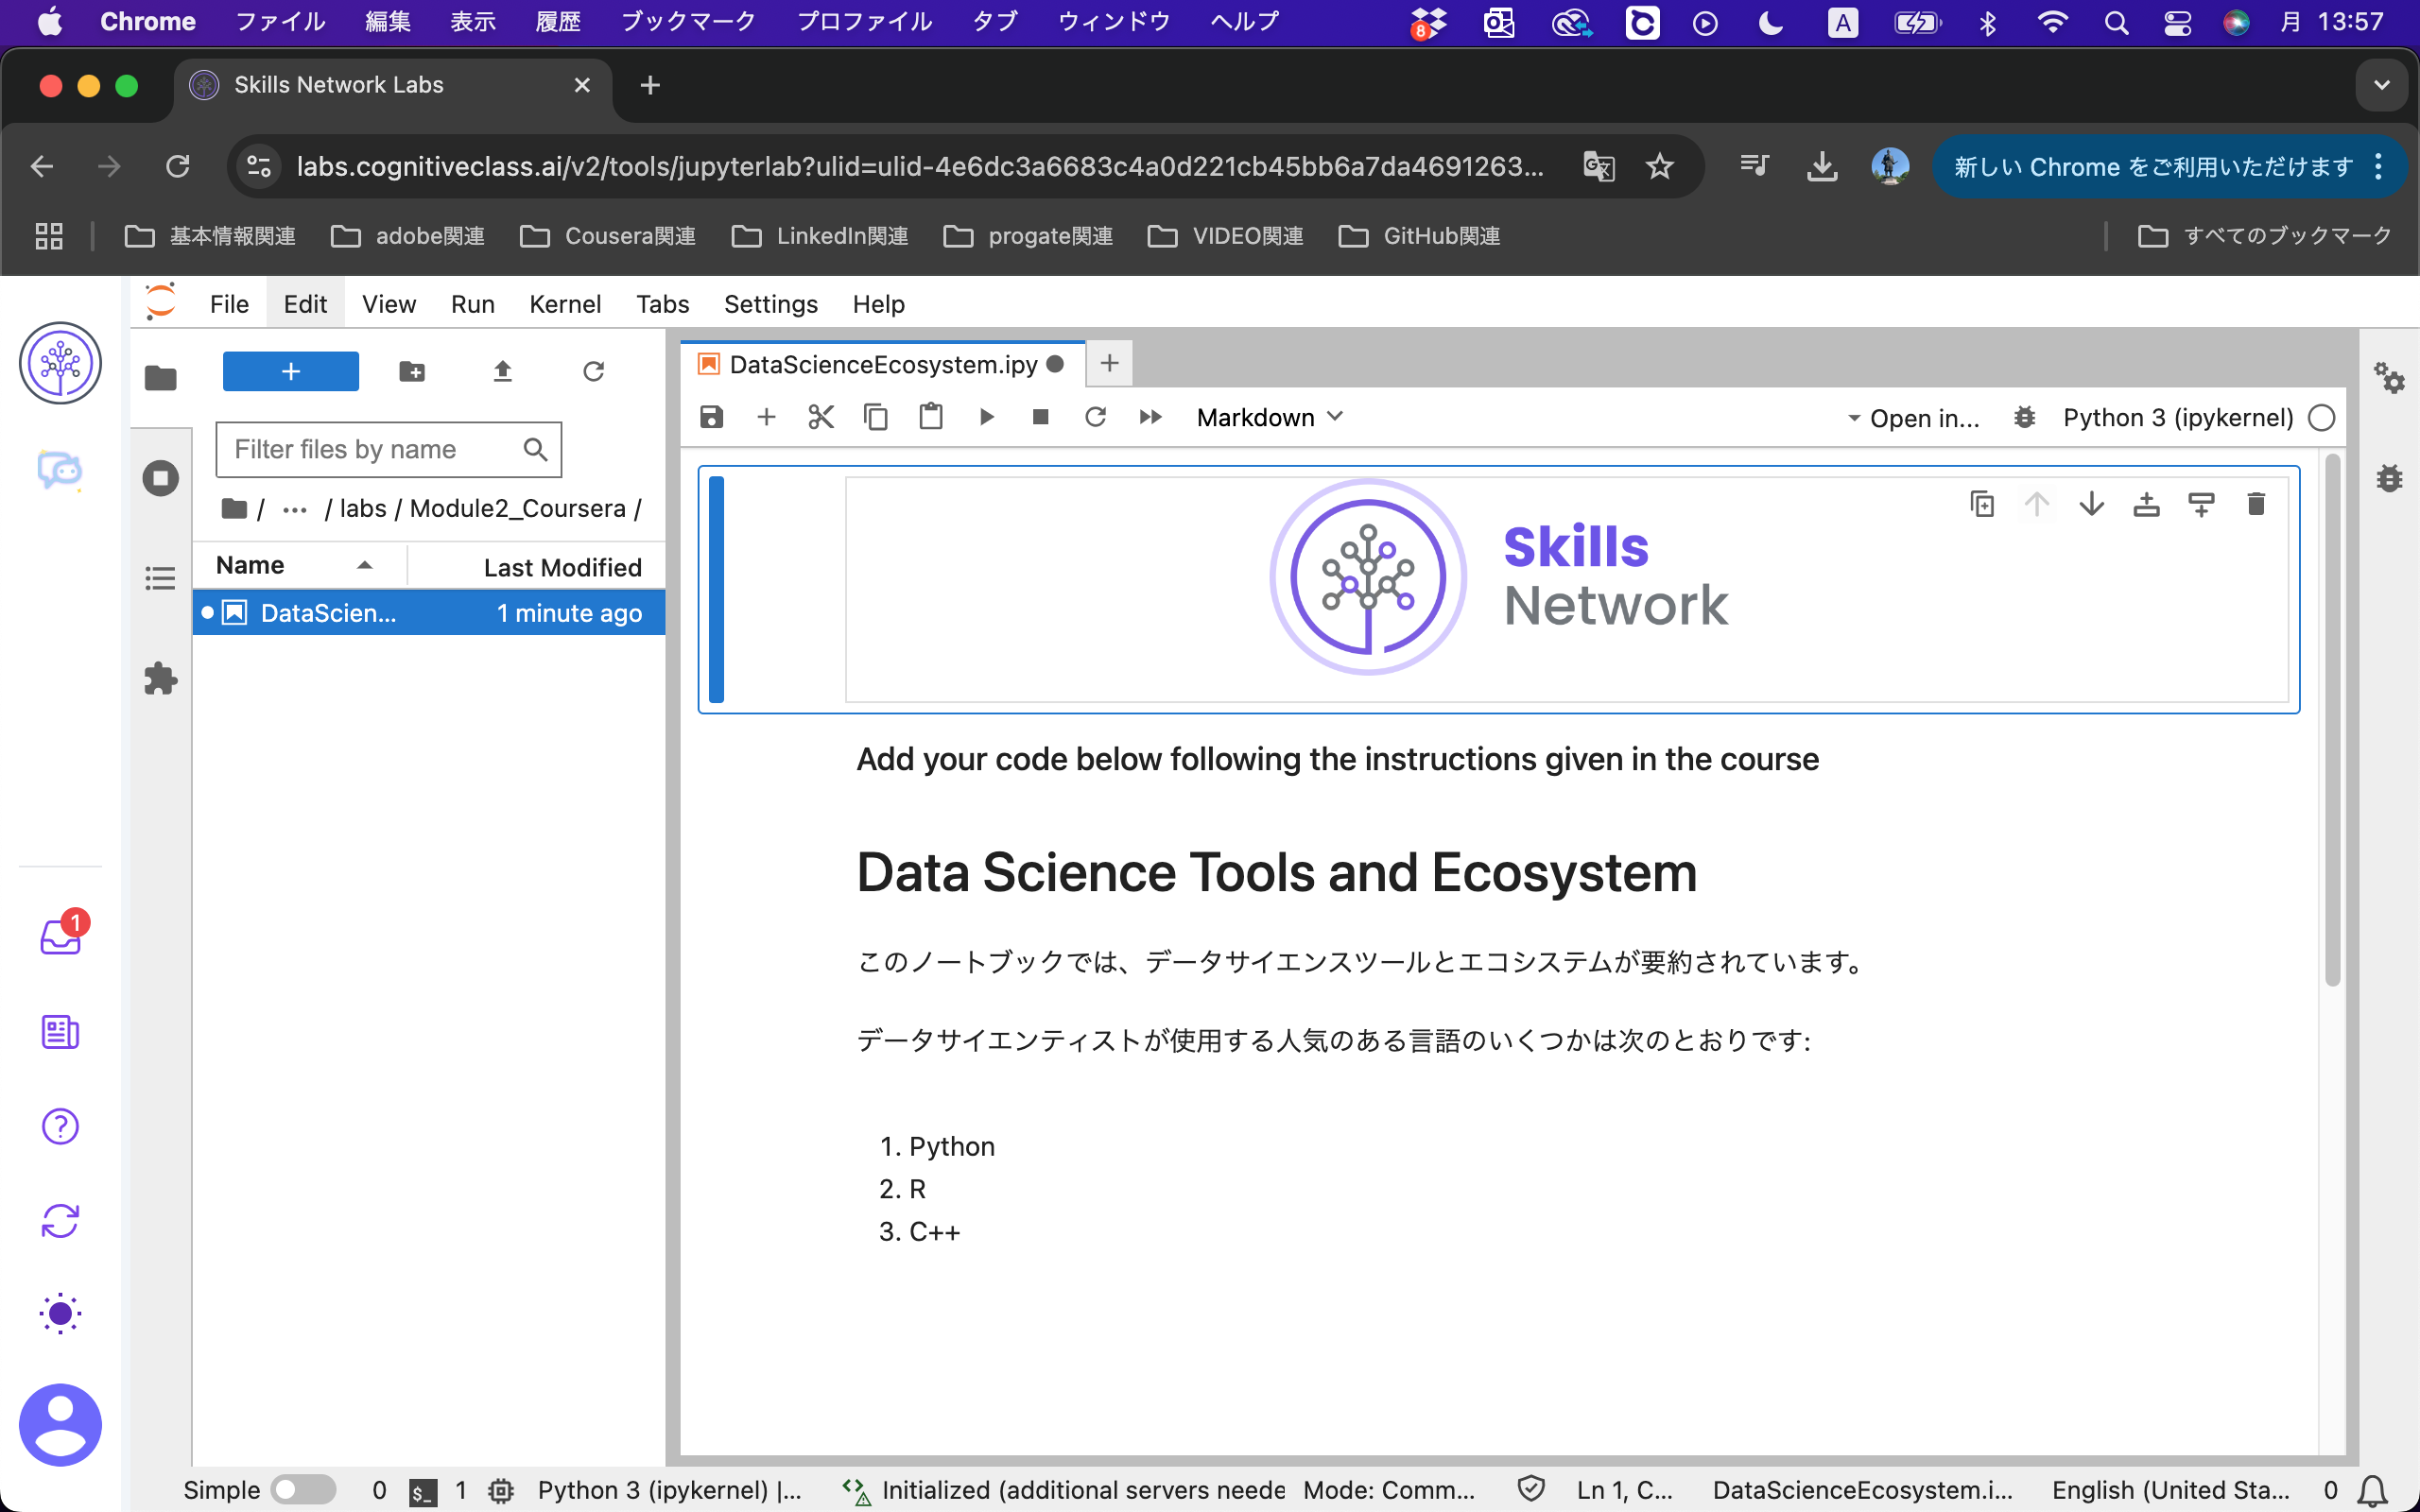 Chrome ファイル 編集 表示 履歴 ブックマーク プロファイル タブ ウィンドウ ヘルプ 8 A 月 13:57
Skills Network Labs
labs.cognitiveclass.ai/v2/tools/jupyterlab?ulid=ulid-4e6dc3a6683c4a0d221cb45bb6a7da4691263... 新しい Chrome をご利用いただけます
基本情報関連 adobe関連 Cousera関連 LinkedIn関連 progate関連 VIDEO関連 GitHub関連 すべてのブックマーク
File Edit View Run Kernel Tabs Settings Help
DataScienceEcosystem.ipy
Markdown Open in... Python 3 (ipykernel)
Filter files by name
/ ... / labs / Module2_Coursera /
Name Last Modified
DataScien... 1 minute ago
Skills
Network
Add your code below following the instructions given in the course
Data Science Tools and Ecosystem
このノートブックでは、データサイエンスツールとエコシステムが要約されています。
データサイエンティストが使用する人気のある言語のいくつかは次のとおりです:
1. Python
2. R
3. C++
1
Simple 0 $_ 1 Python 3 (ipykernel) |... Initialized (additional servers neede Mode: Comm... Ln 1, C... DataScienceEcosystem.i... English (United Sta... 0